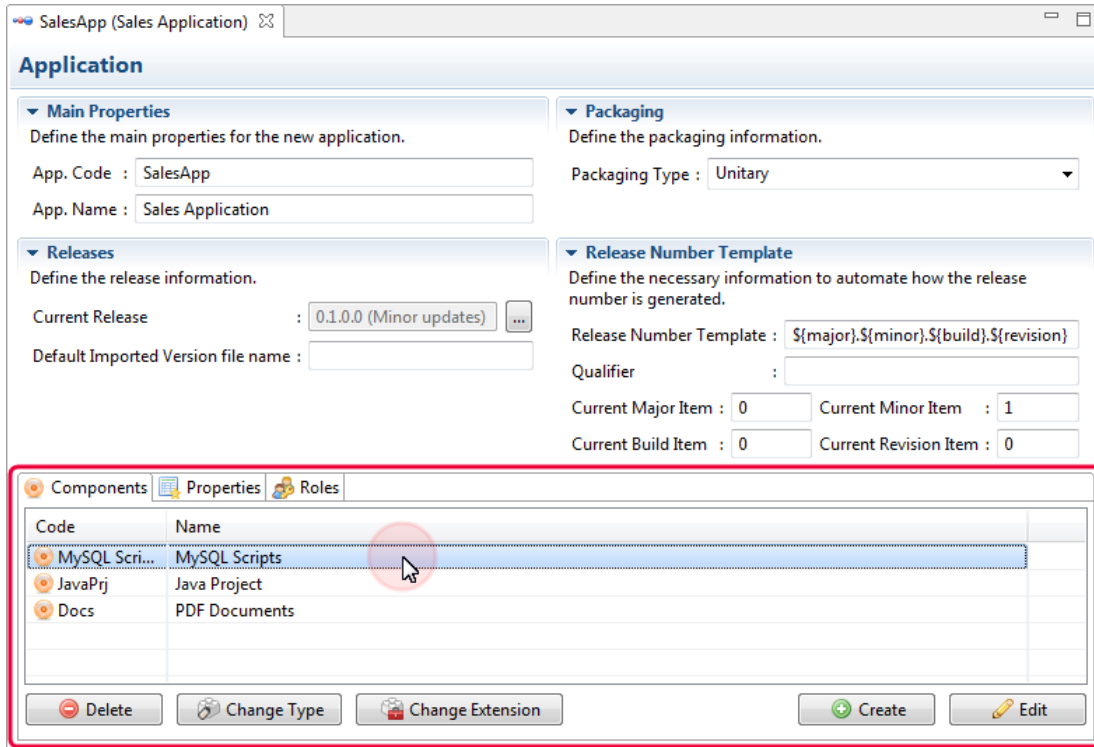 SalesApp (Sales Application)
Application
Main Properties
Define the main properties for the new application.
App. Code : SalesApp
App. Name : Sales Application
Packaging
Define the packaging information.
Packaging Type : Unitary
Releases
Define the release information.
Current Release : 0.1.0.0 (Minor updates) ...
Default Imported Version file name :
Release Number Template
Define the necessary information to automate how the release
number is generated.
Release Number Template : ${major}.${minor}.${build}.${revision}
Qualifier :
Current Major Item : 0 Current Minor Item : 1
Current Build Item : 0 Current Revision Item : 0
Components Properties Roles
Code Name
MySQL Scri... MySQL Scripts
JavaPrj Java Project
Docs PDF Documents
Delete Change Type Change Extension Create Edit